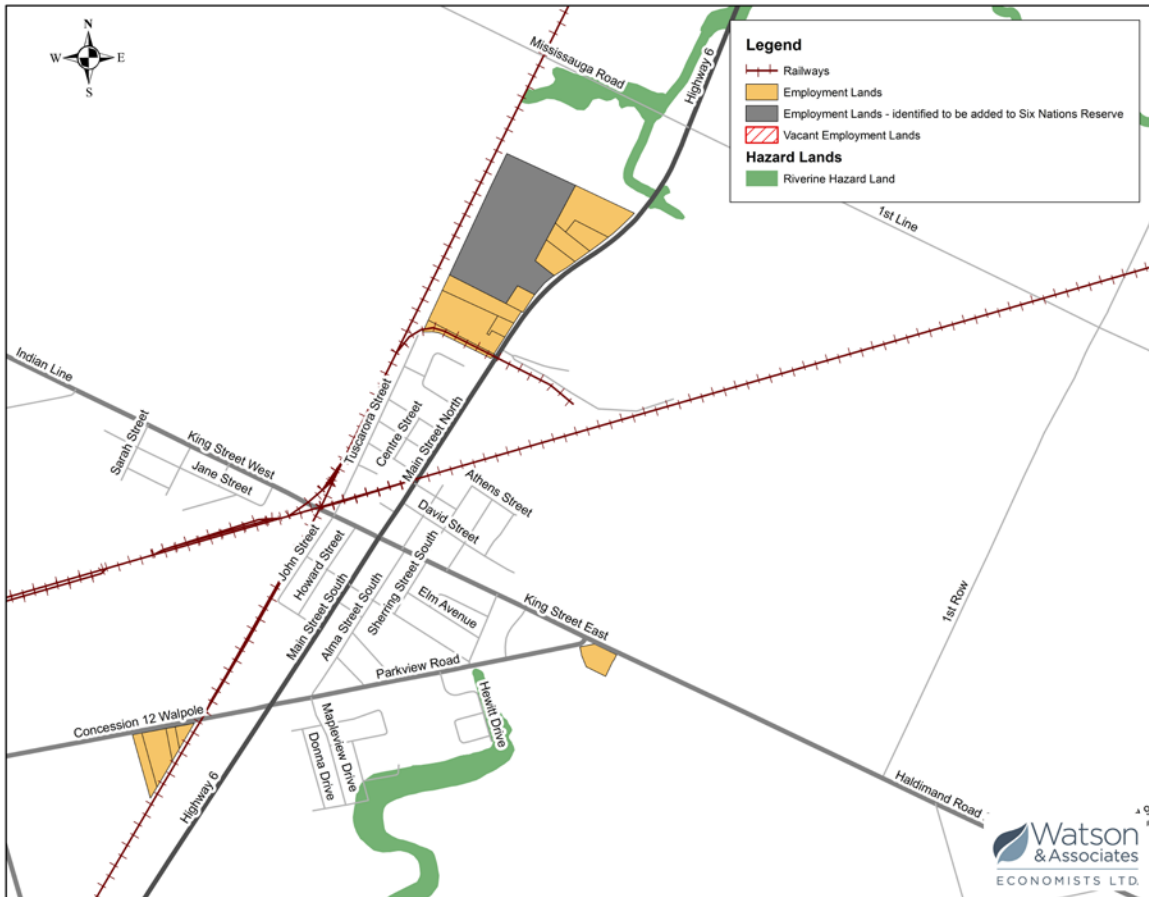 N
W E
S
Legend
Railways
Employment Lands
Employment Lands - identified to be added to Six Nations Reserve
Vacant Employment Lands
Hazard Lands
Riverine Hazard Land
Mississauga Road
Highway 6
1st Line
Indian Line
Sarah Street
King Street West
Jane Street
Tuscarora Street
Centre Street
Main Street North
Athens Street
David Street
John Street
Howard Street
Main Street South
Alma Street South
Sherring Street South
Elm Avenue
King Street East
1st Row
Parkview Road
Concession 12 Walpole
Hewitt Drive
Mapleview Drive
Donna Drive
Highway 6
Haldimand Road
Watson
& Associates
ECONOMISTS LTD.